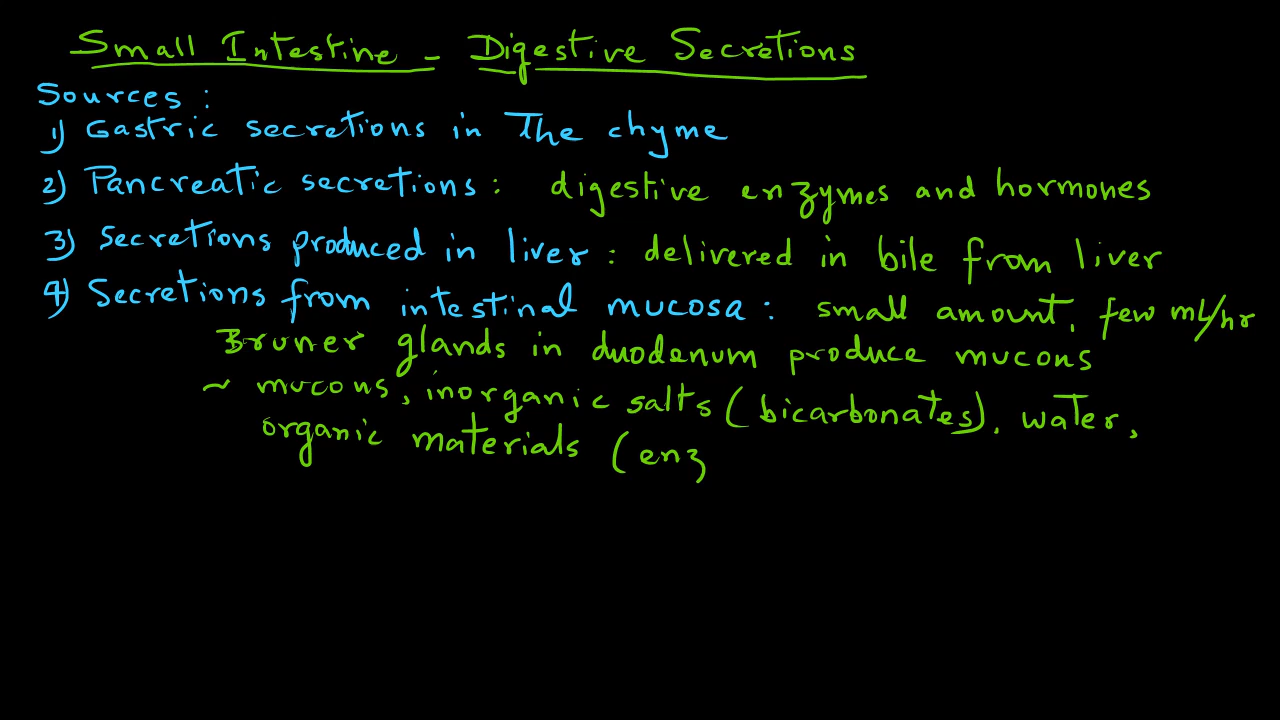 Small Intestine - Digestive Secretions
Sources :
1) Gastric secretions in The chyme
2) Pancreatic secretions : digestive enzymes and hormones
3) Secretions produced in liver : delivered in bile from liver
4) Secretions from intestinal mucosa : small amount, few mL/hr
Bruner glands in duodenum produce mucons
~ mucons, inorganic salts (bicarbonates), water,
organic materials (enz